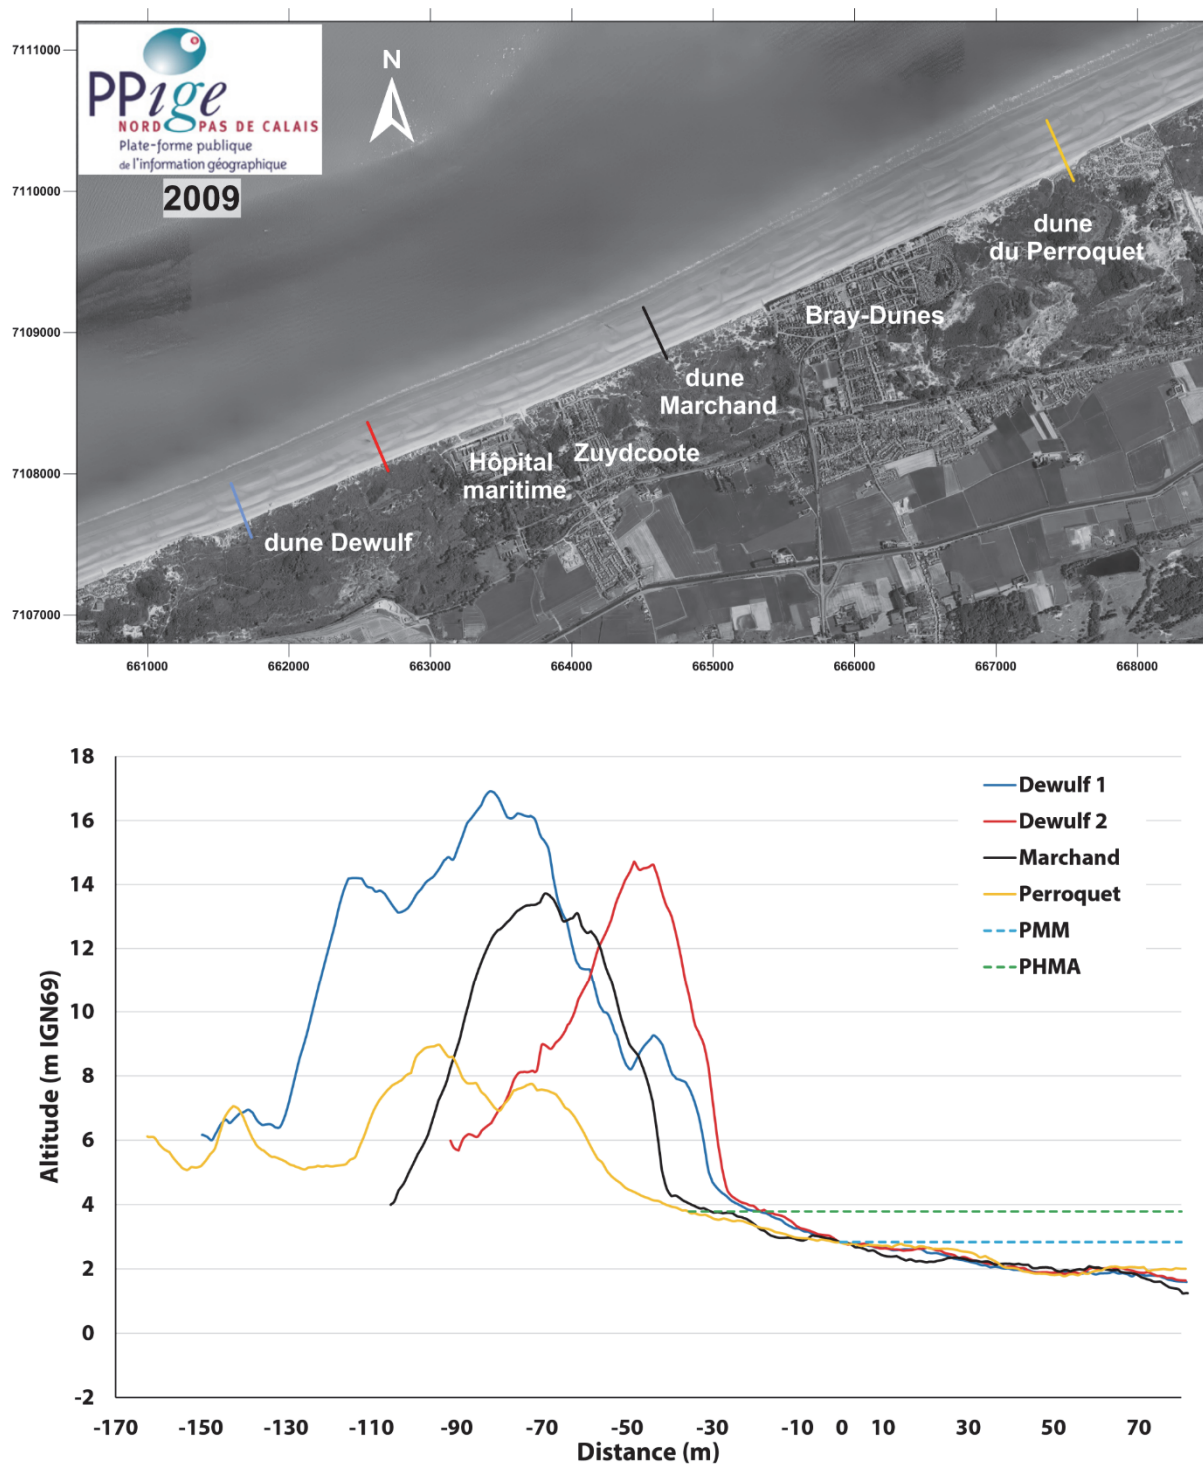 7111000
7110000
7109000
7108000
7107000
PPige
NORD PAS DE CALAIS
Plate-forme publique
de l'information géographique
2009
N
dune
du Perroquet
Bray-Dunes
dune
Marchand
Zuydcoote
Hôpital
maritime
dune Dewulf
661000 662000 663000 664000 665000 666000 667000 668000
18
16
14
12
10
8
6
4
2
0
-2
Altitude (m IGN69)
Dewulf 1
Dewulf 2
Marchand
Perroquet
PMM
PHMA
-170 -150 -130 -110 -90 -70 -50 -30 -10 0 10 30 50 70
Distance (m)